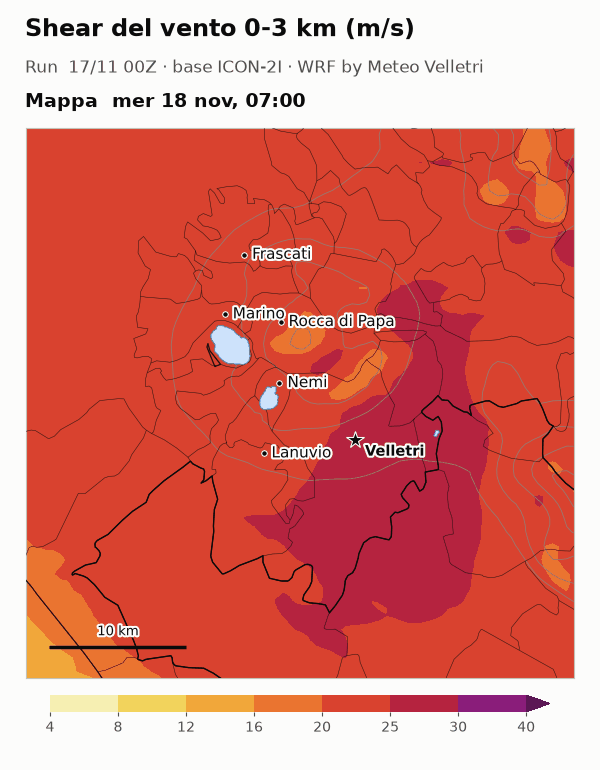 Shear del vento 0-3 km (m/s)
Run  17/11 00Z · base ICON-2I · WRF by Meteo Velletri
Mappa  mer 18 nov, 07:00
Frascati
Marino
Rocca di Papa
Nemi
Velletri
Lanuvio
10 km
4 8 12 16 20 25 30 40